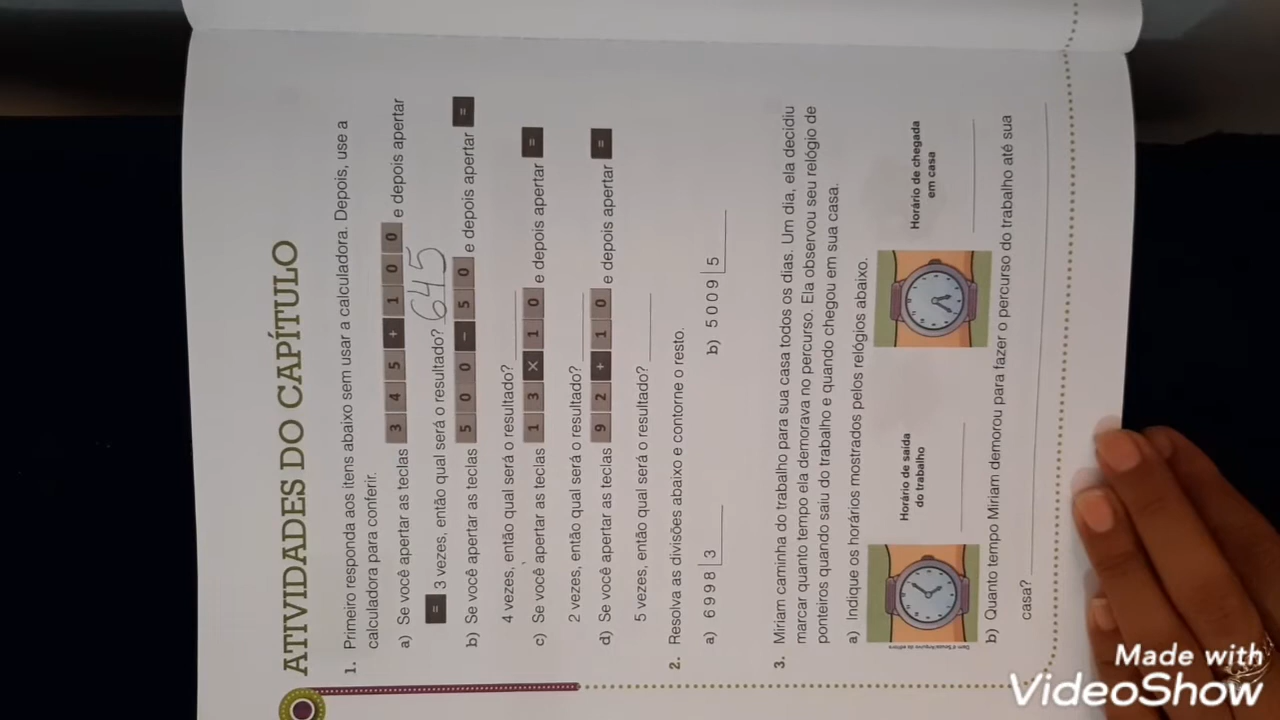 ATIVIDADES DO CAPÍTULO
1. Primeiro responda aos itens abaixo sem usar a calculadora. Depois, use a
calculadora para conferir.
a) Se você apertar as teclas 3 4 5 + 1 0 0 e depois apertar
= 3 vezes, então qual será o resultado? 645
b) Se você apertar as teclas 5 0 0 − 5 0 e depois apertar =
4 vezes, então qual será o resultado?
c) Se você apertar as teclas 1 3 × 1 0 e depois apertar =
2 vezes, então qual será o resultado?
d) Se você apertar as teclas 9 2 + 1 0 e depois apertar =
5 vezes, então qual será o resultado?
2. Resolva as divisões abaixo e contorne o resto.
a) 6 9 9 8 3 b) 5 0 0 9 5
3. Miriam caminha do trabalho para sua casa todos os dias. Um dia, ela decidiu
marcar quanto tempo ela demorava no percurso. Ela observou seu relógio de
ponteiros quando saiu do trabalho e quando chegou em sua casa.
a) Indique os horários mostrados pelos relógios abaixo.
Horário de saída
do trabalho
Horário de chegada
em casa
b) Quanto tempo Miriam demorou para fazer o percurso do trabalho até sua
casa?
Made with
VideoShow